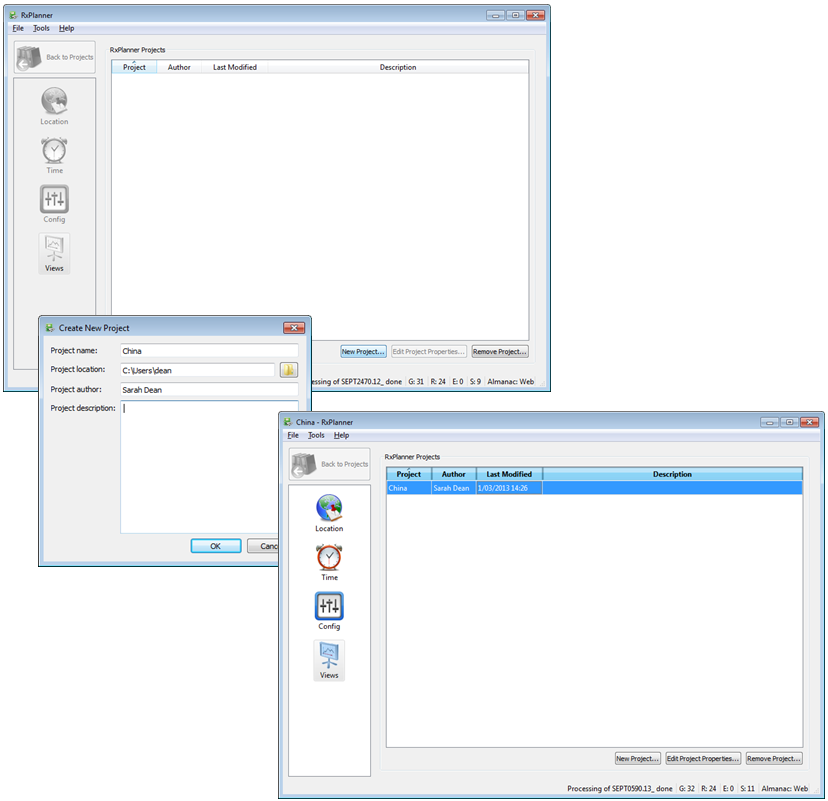 RxPlanner
File Tools Help
Back to Projects
RxPlanner Projects
Project Author Last Modified Description
Location
Time
Config
Views
New Project... Edit Project Properties... Remove Project...
essing of SEPT2470.12_ done G: 31 R: 24 E: 0 S: 9 Almanac: Web
Create New Project
Project name: China
Project location: C:\Users\dean
Project author: Sarah Dean
Project description:
OK Canc
China - RxPlanner
File Tools Help
Back to Projects
RxPlanner Projects
Project Author Last Modified Description
China Sarah Dean 1/03/2013 14:26
Location
Time
Config
Views
New Project... Edit Project Properties... Remove Project...
Processing of SEPT0590.13_ done G: 32 R: 24 E: 0 S: 11 Almanac: Web